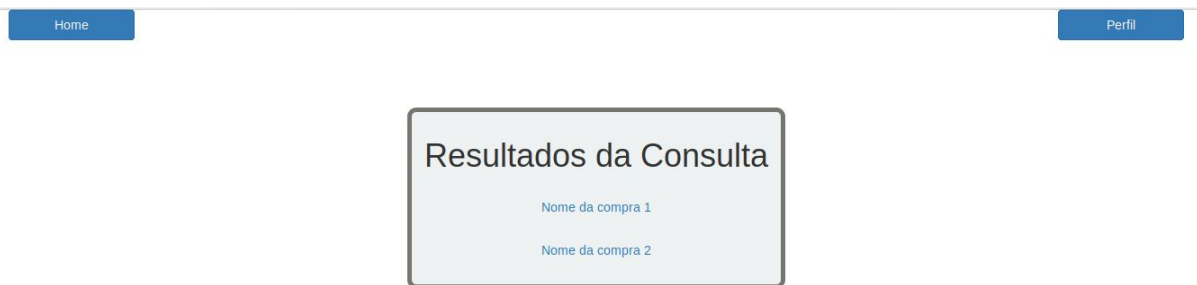 Home
Perfil
Resultados da Consulta
Nome da compra 1
Nome da compra 2